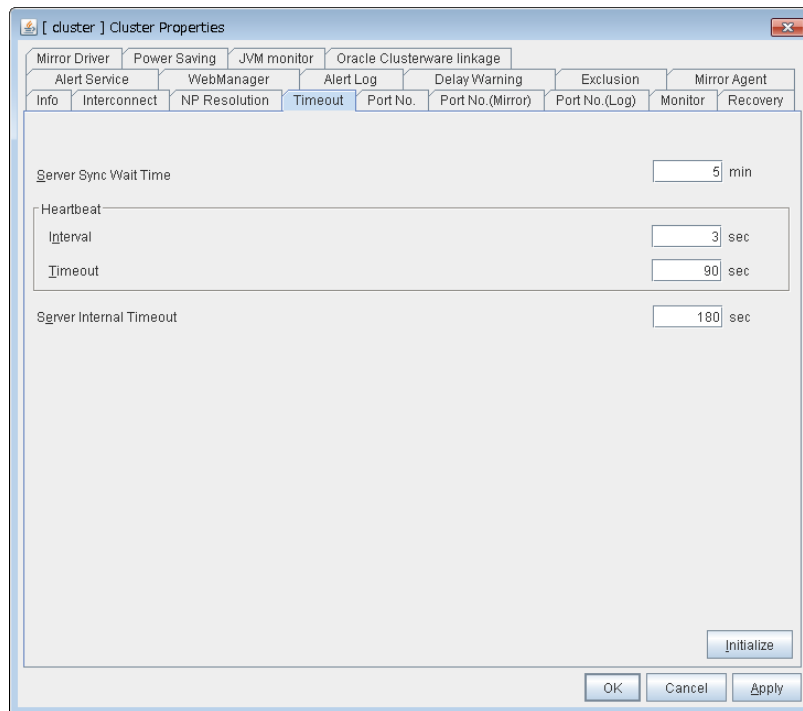 [ cluster ] Cluster Properties
Mirror Driver Power Saving JVM monitor Oracle Clusterware linkage
Alert Service WebManager Alert Log Delay Warning Exclusion Mirror Agent
Info Interconnect NP Resolution Timeout Port No. Port No.(Mirror) Port No.(Log) Monitor Recovery
Server Sync Wait Time 5 min
Heartbeat
Interval 3 sec
Timeout 90 sec
Server Internal Timeout 180 sec
Initialize
OK Cancel Apply